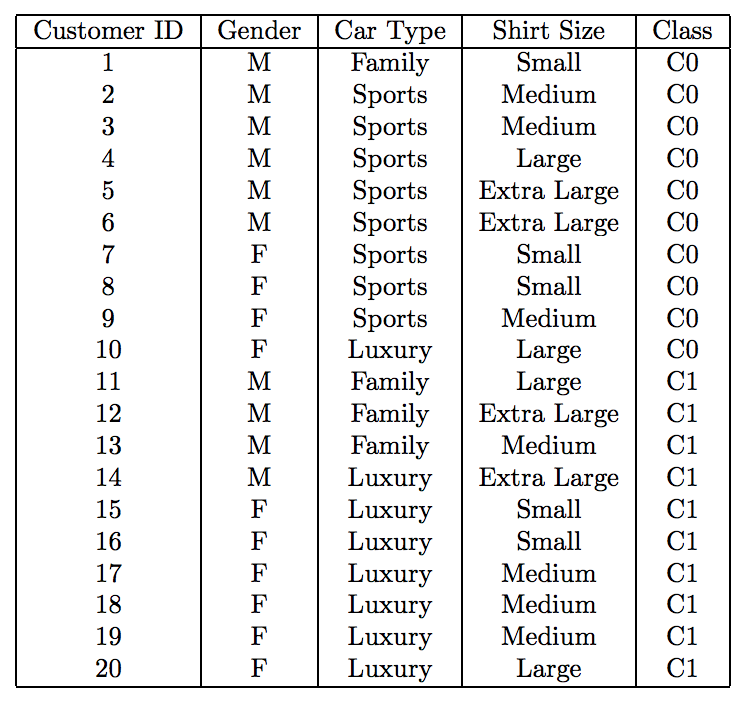 Customer ID Gender Car Type Shirt Size Class
1 M Family Small C0
2 M Sports Medium C0
3 M Sports Medium C0
4 M Sports Large C0
5 M Sports Extra Large C0
6 M Sports Extra Large C0
7 F Sports Small C0
8 F Sports Small C0
9 F Sports Medium C0
10 F Luxury Large C0
11 M Family Large C1
12 M Family Extra Large C1
13 M Family Medium C1
14 M Luxury Extra Large C1
15 F Luxury Small C1
16 F Luxury Small C1
17 F Luxury Medium C1
18 F Luxury Medium C1
19 F Luxury Medium C1
20 F Luxury Large C1